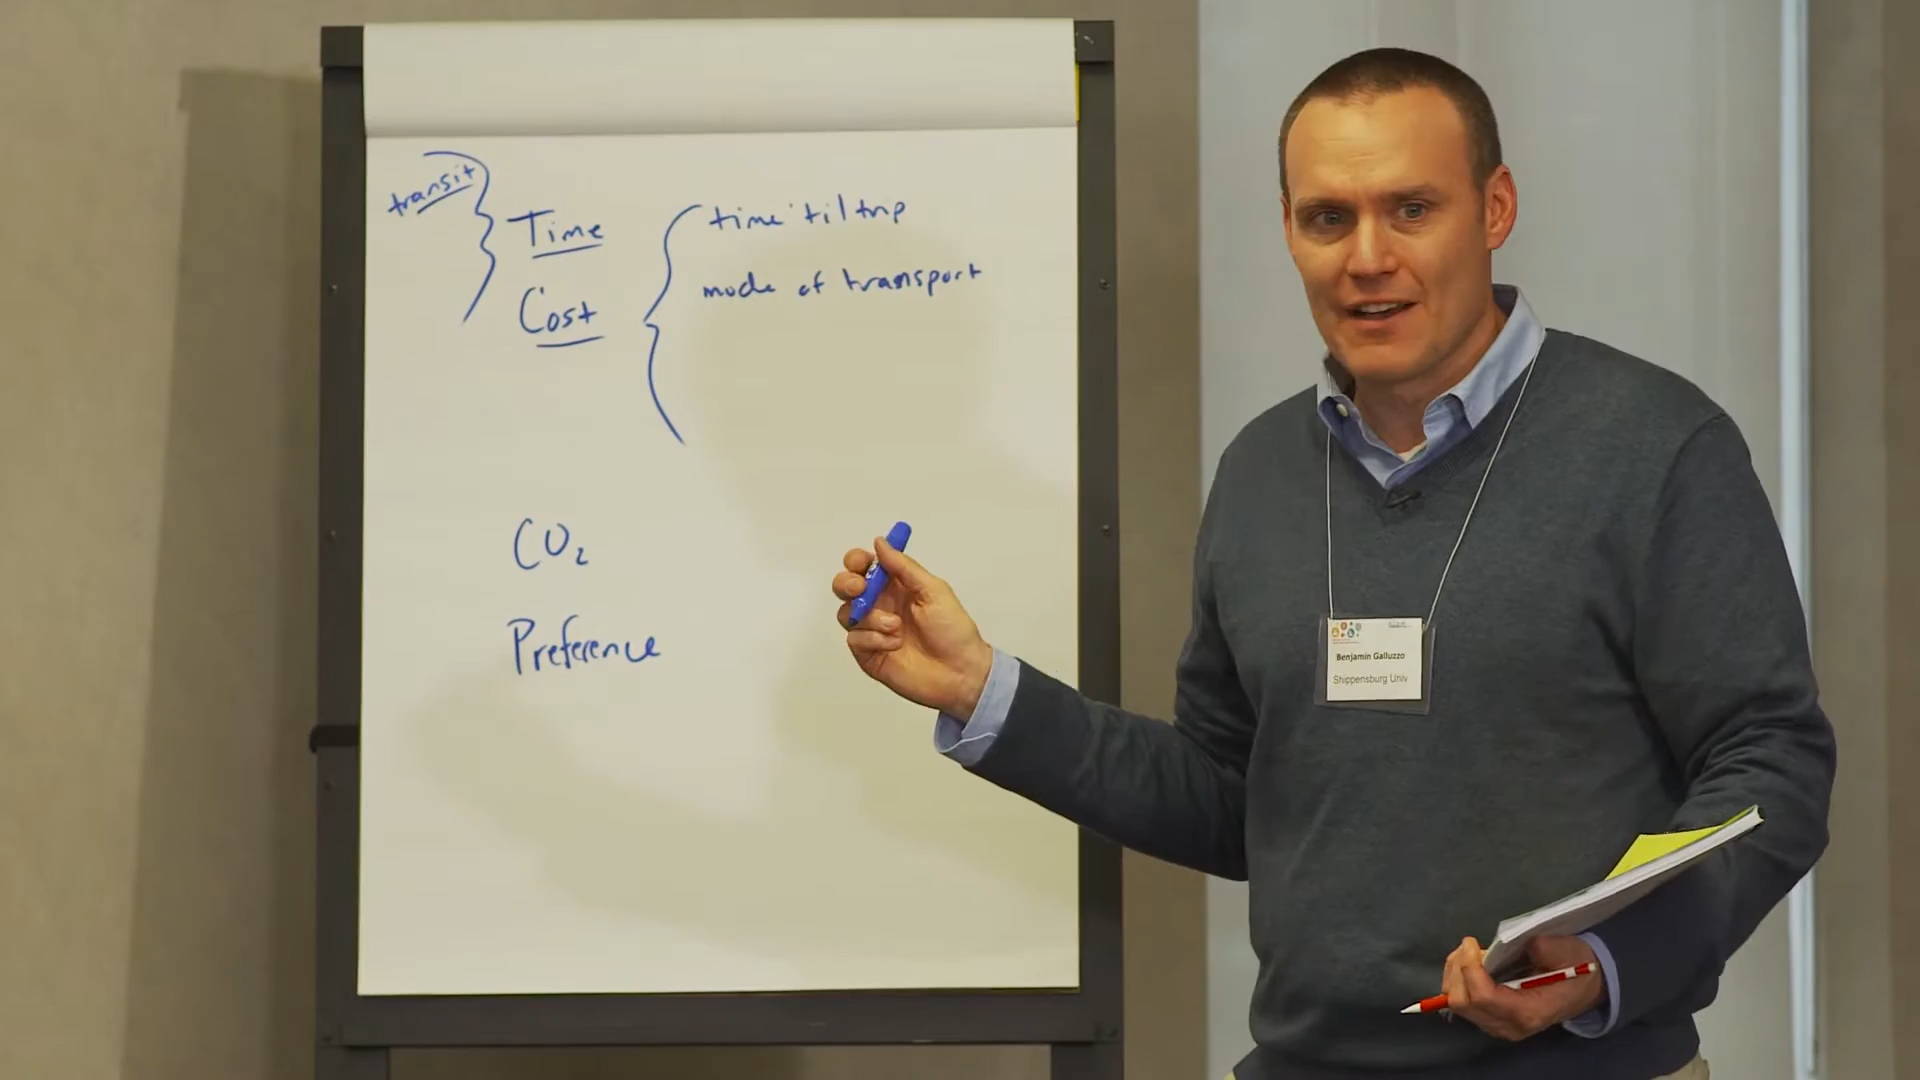 transit
Time
Cost
time 'til trip
mode of transport
CO₂
Preference
Benjamin Galluzzo
Shippensburg Univ